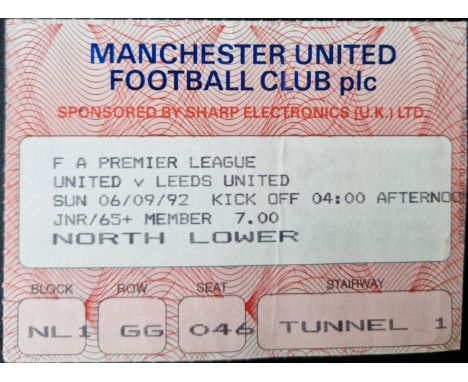 MANCHESTER UNITED
FOOTBALL CLUB plc
SPONSORED BY SHARP ELECTRONICS (U.K.) LTD.
F A PREMIER LEAGUE
UNITED v LEEDS UNITED
SUN 06/09/92 KICK OFF 04:00 AFTERNOO
JNR/65+ MEMBER 7.00
NORTH LOWER
BLOCK ROW SEAT STAIRWAY
NL1 GG 046 TUNNEL 1